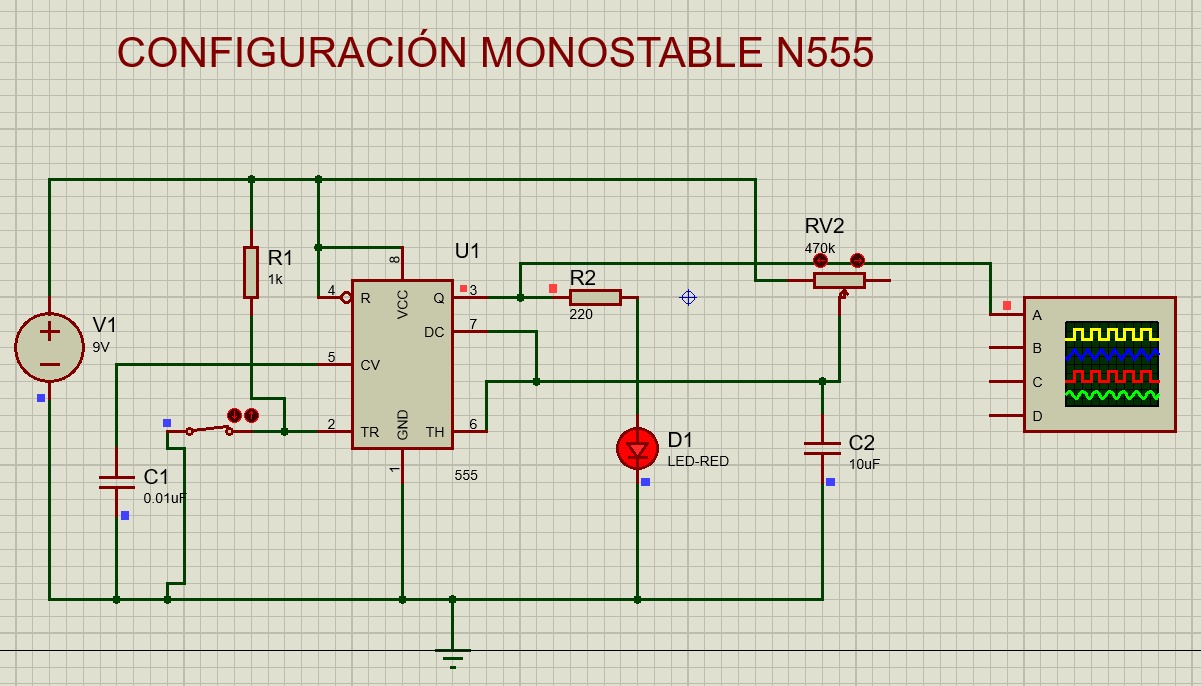 CONFIGURACIÓN MONOSTABLE N555
RV2
470k
U1
R1
1k
R2
220
V1
9V
4
R
8
VCC
Q
3
DC
7
5
CV
2
TR
GND
1
TH
6
555
C1
0.01uF
D1
LED-RED
C2
10uF
A
B
C
D